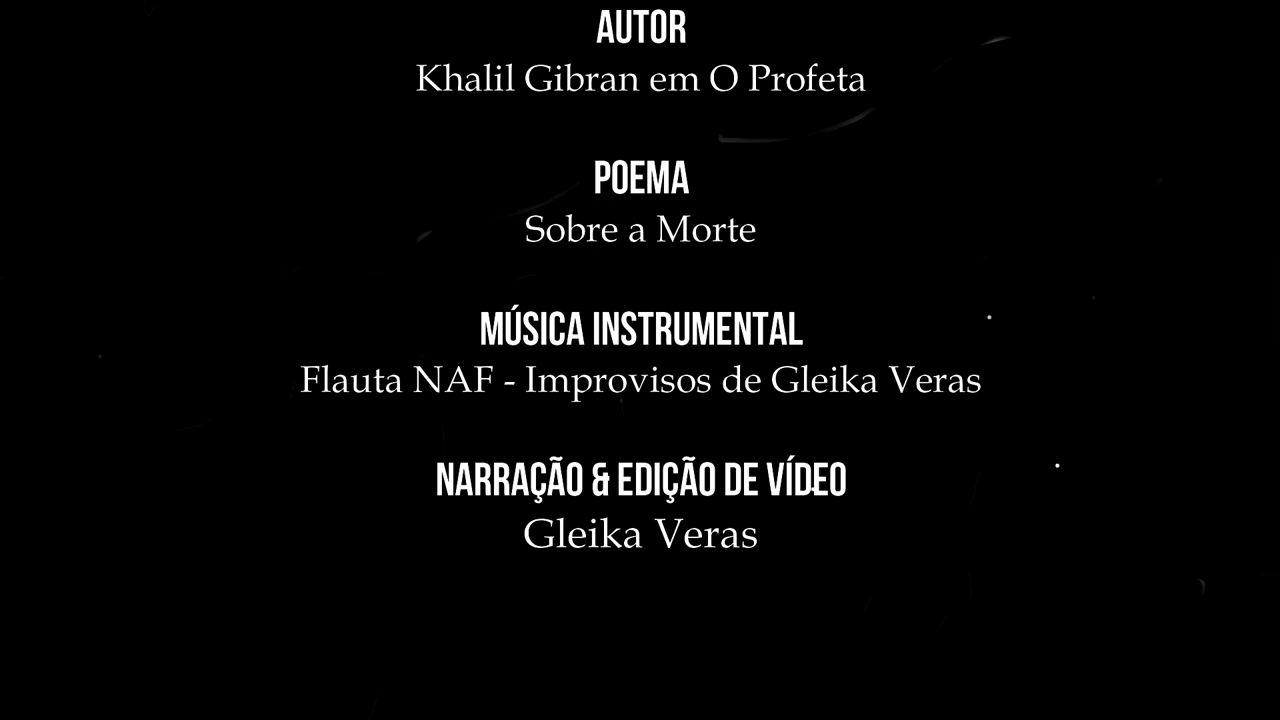 AUTOR
Khalil Gibran em O Profeta
POEMA
Sobre a Morte
MÚSICA INSTRUMENTAL
Flauta NAF - Improvisos de Gleika Veras
NARRAÇÃO & EDIÇÃO DE VÍDEO
Gleika Veras